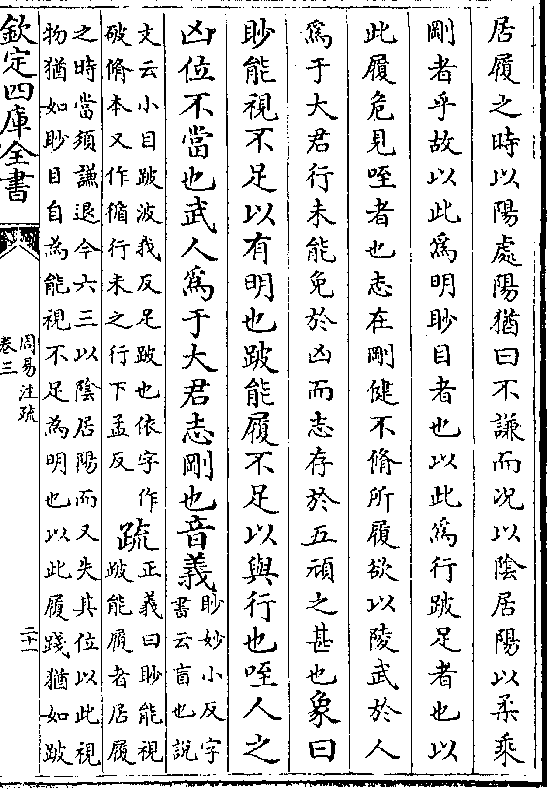 居履之時以陽處陽猶曰不謙而况以陰居陽以柔乘
剛者乎故以此爲明眇目者也以此爲行跛足者也以
此履危見咥者也志在剛健不脩所履欲以陵武於人
爲于大君行未能免於凶而志存於五頑之甚也象曰
眇能視不足以有明也跛能履不足以與行也咥人之
凶位不當也武人爲于大君志剛也音義
眇妙小反字
書云盲也說
文云小目跛波我反足跛也依字作
破脩本又作循行未之行下孟反
疏
正義曰眇能視
跛能履者居履
之時當須謙退今六三以陰居陽而又失其位以此視
物猶如眇目自為能視不足為明也以此履踐猶如跛
欽定四庫全書
周易注疏
卷三
二十一